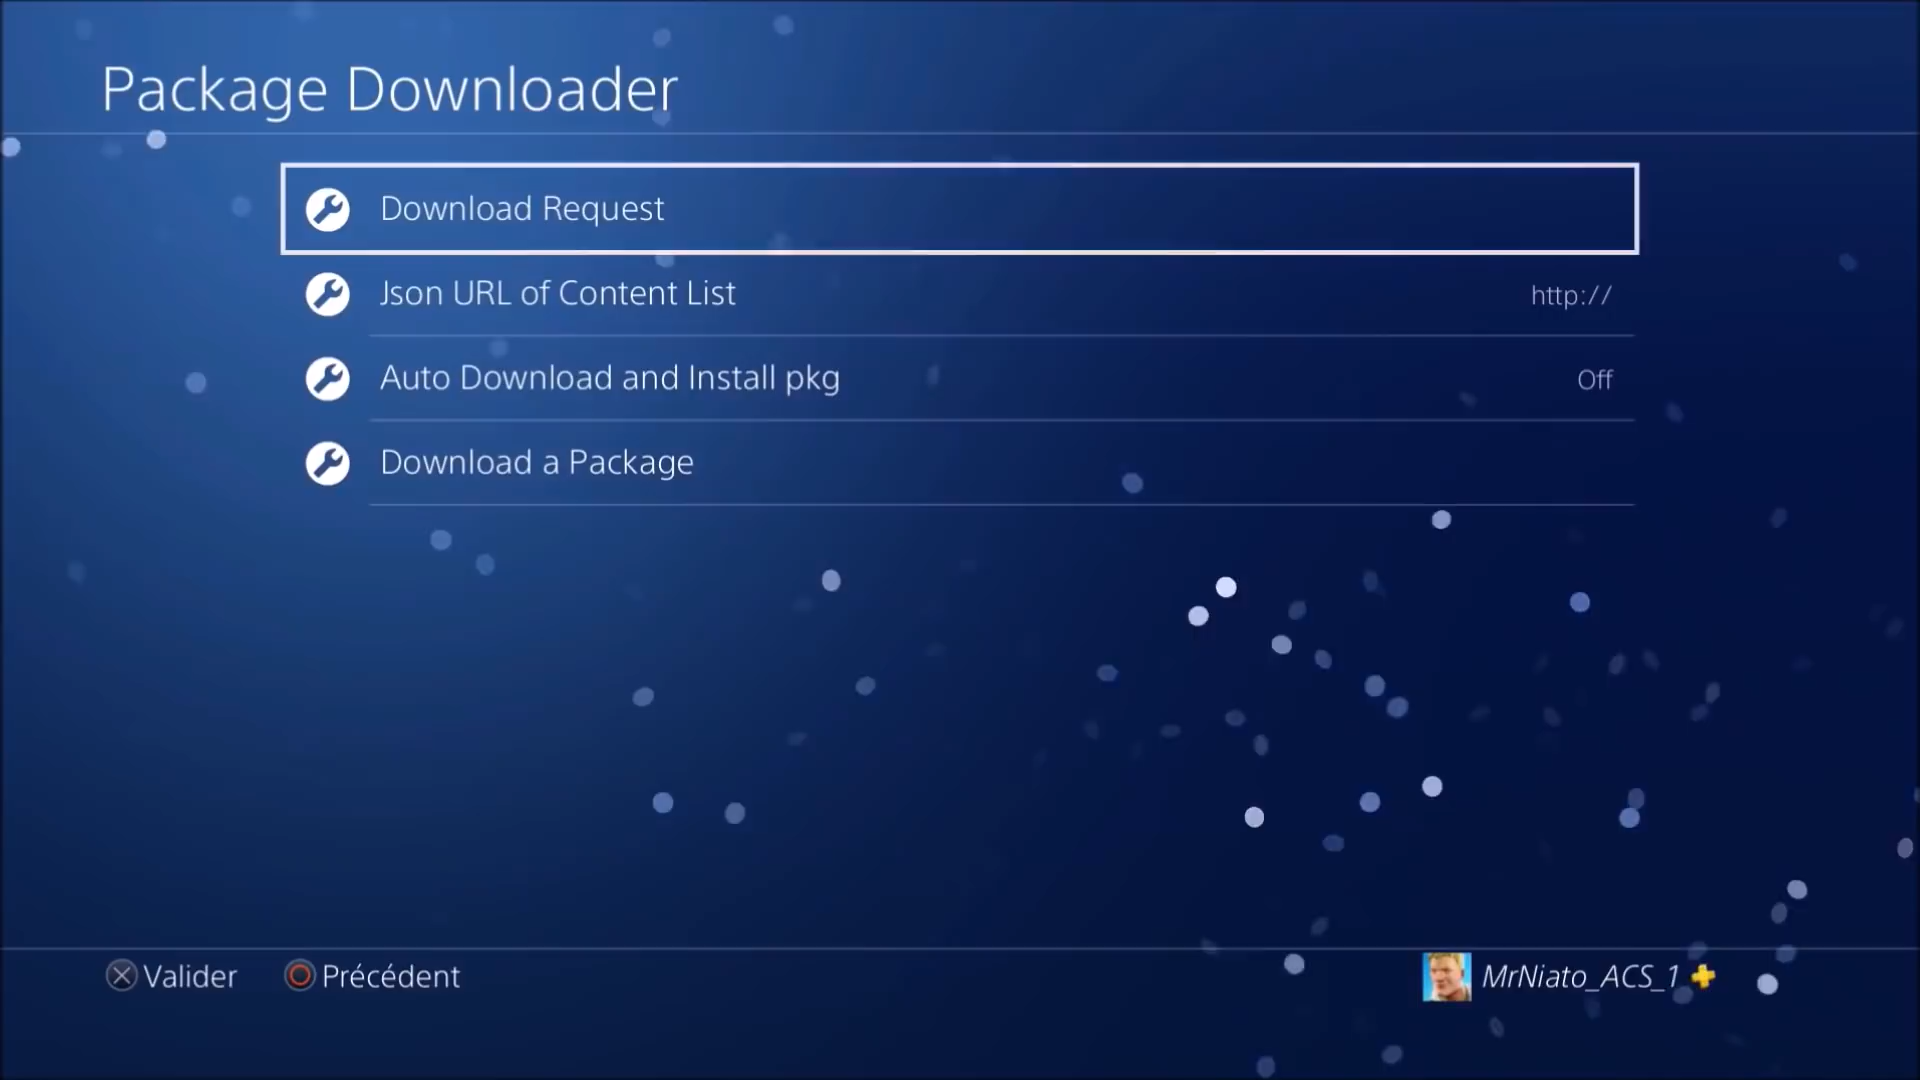 Package Downloader
Download Request
Json URL of Content List http://
Auto Download and Install pkg Off
Download a Package
Valider Précédent MrNiato_ACS_1